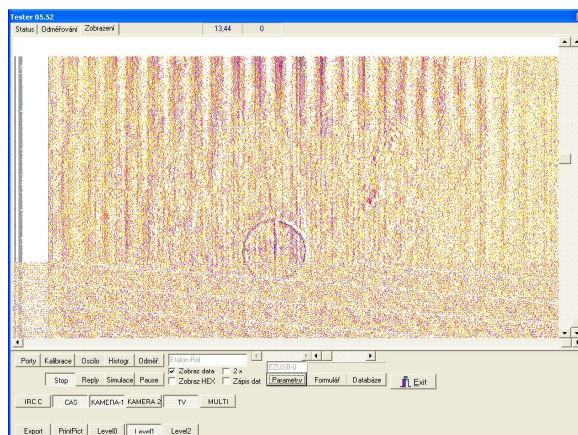 Tester 05.52
Status Odměřování Zobrazení 13,44 0
Porty Kalibrace Oscilo Histogr. Odměř. Etalon-Rel
Zobraz data 2 x EZUSB-0
Stop Reply Simulace Pause Zobraz HEX Zápis dat Parametry Formulář Databáze Exit
IRC C CAS KAMERA-1 KAMERA 2 TV MULTI
Export PrintPict Level0 Level1 Level2